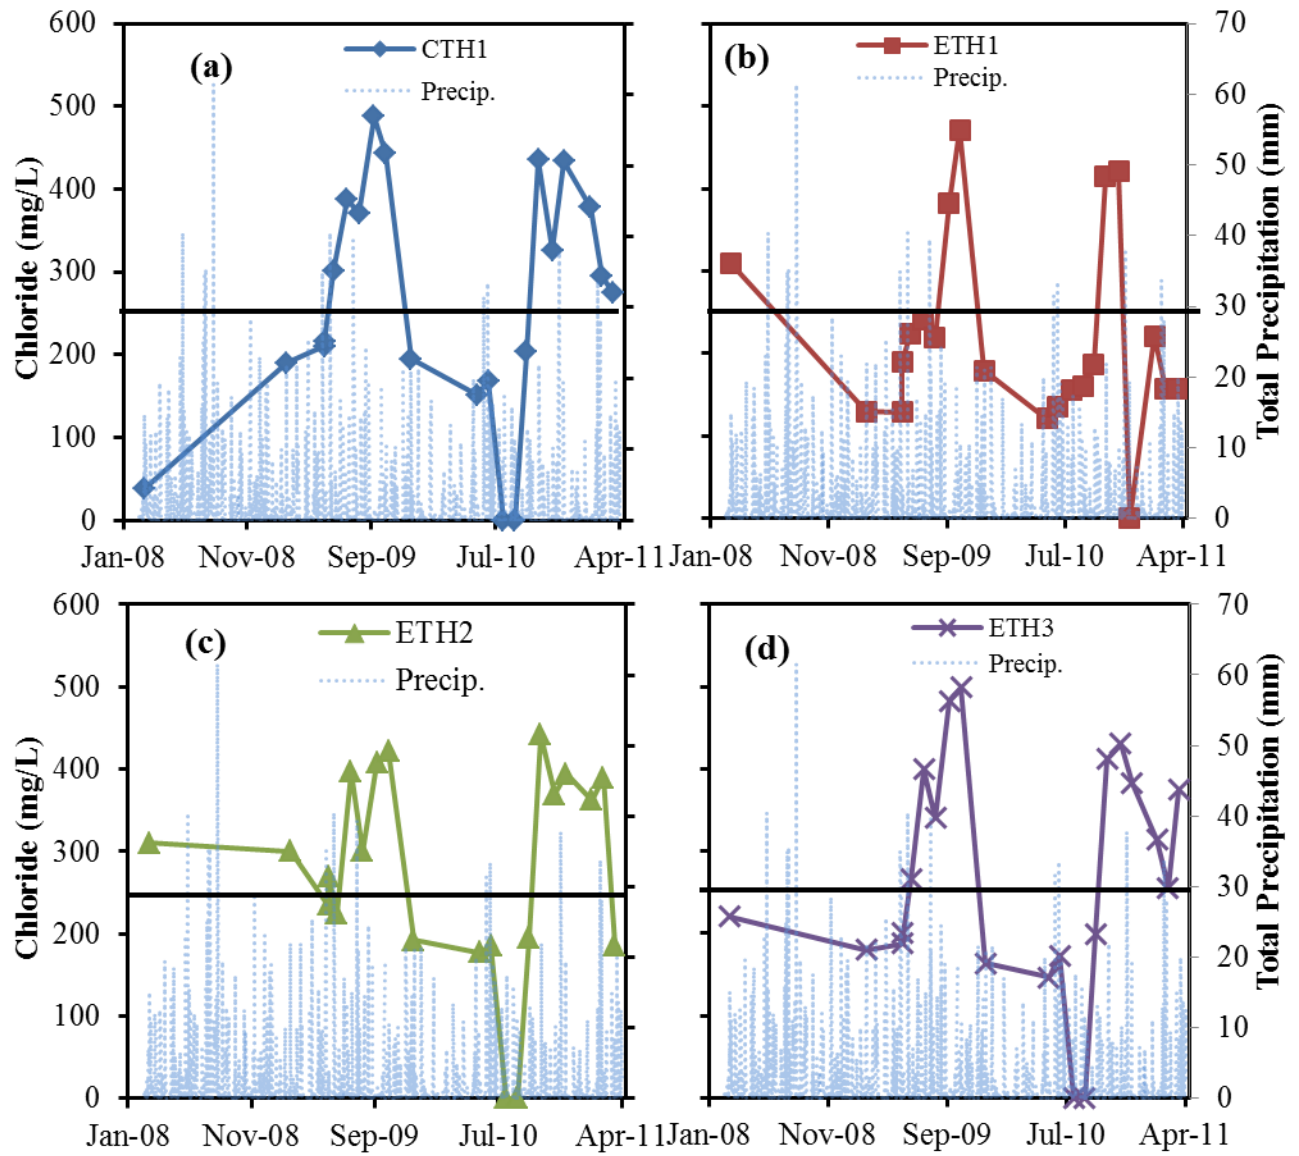 600
500
400
300
200
100
0
Chloride (mg/L)
(a)
CTH1
Precip.
Jan-08 Nov-08 Sep-09 Jul-10 Apr-11
(b)
ETH1
Precip.
70
60
50
40
30
20
10
0
Total Precipitation (mm)
Jan-08 Nov-08 Sep-09 Jul-10 Apr-11
600
500
400
300
200
100
0
Chloride (mg/L)
(c)
ETH2
Precip.
Jan-08 Nov-08 Sep-09 Jul-10 Apr-11
(d)
ETH3
Precip.
70
60
50
40
30
20
10
0
Total Precipitation (mm)
Jan-08 Nov-08 Sep-09 Jul-10 Apr-11